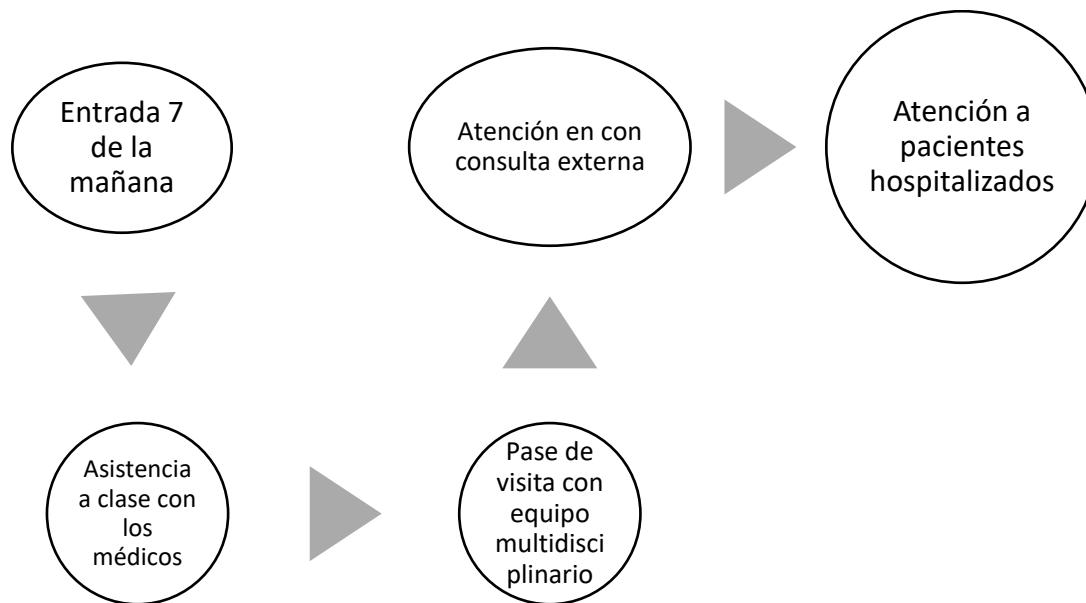 Entrada 7
de la
mañana
Asistencia
a clase con
los
médicos
Pase de
visita con
equipo
multidisci
plinario
Atención en con
consulta externa
Atención a
pacientes
hospitalizados